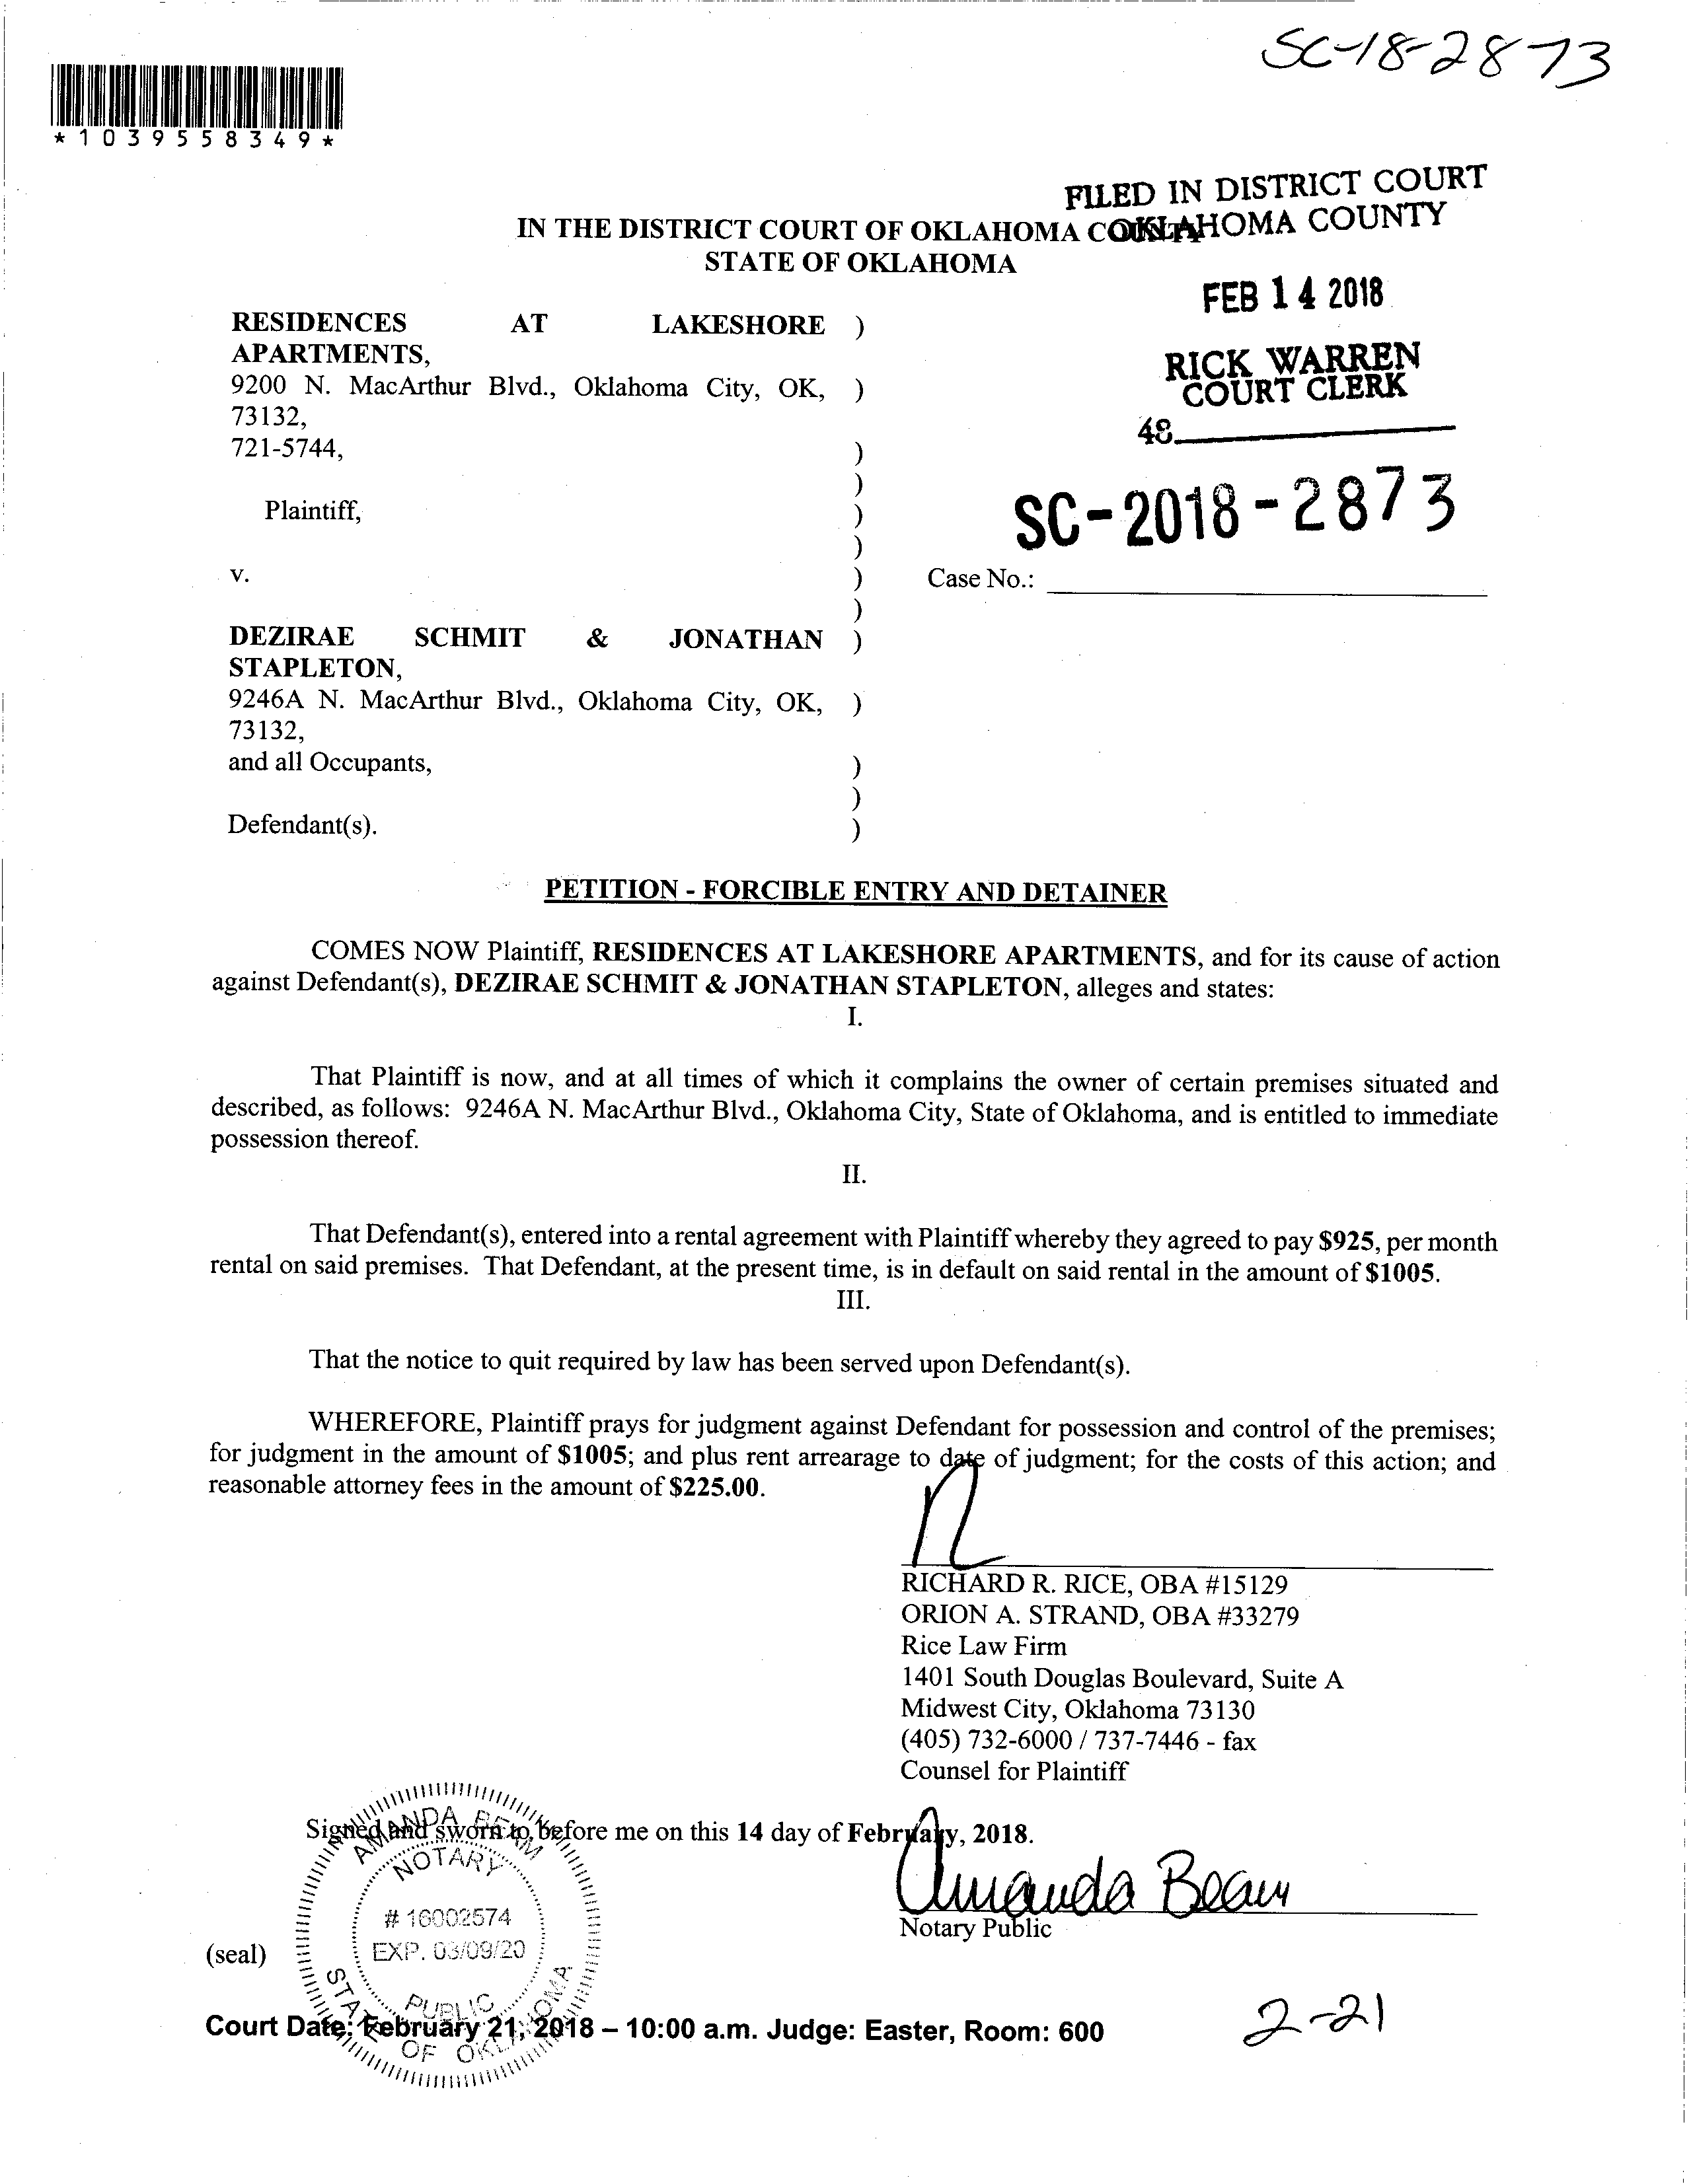 SC-18-2873
*1039558349*
FILED IN DISTRICT COURT
OKLAHOMA COUNTY
IN THE DISTRICT COURT OF OKLAHOMA COUNTY
STATE OF OKLAHOMA
FEB 14 2018
RICK WARREN
COURT CLERK
48
SC-2018-2873
RESIDENCES AT LAKESHORE )
APARTMENTS,
9200 N. MacArthur Blvd., Oklahoma City, OK, )
73132,
721-5744, )
)
Plaintiff, )
)
v. ) Case No.:
)
DEZIRAE SCHMIT & JONATHAN )
STAPLETON,
9246A N. MacArthur Blvd., Oklahoma City, OK, )
73132,
and all Occupants, )
)
Defendant(s). )
PETITION - FORCIBLE ENTRY AND DETAINER
COMES NOW Plaintiff, RESIDENCES AT LAKESHORE APARTMENTS, and for its cause of action
against Defendant(s), DEZIRAE SCHMIT & JONATHAN STAPLETON, alleges and states:
I.
That Plaintiff is now, and at all times of which it complains the owner of certain premises situated and
described, as follows: 9246A N. MacArthur Blvd., Oklahoma City, State of Oklahoma, and is entitled to immediate
possession thereof.
II.
That Defendant(s), entered into a rental agreement with Plaintiff whereby they agreed to pay $925, per month
rental on said premises. That Defendant, at the present time, is in default on said rental in the amount of $1005.
III.
That the notice to quit required by law has been served upon Defendant(s).
WHEREFORE, Plaintiff prays for judgment against Defendant for possession and control of the premises;
for judgment in the amount of $1005; and plus rent arrearage to date of judgment; for the costs of this action; and
reasonable attorney fees in the amount of $225.00.
RICHARD R. RICE, OBA #15129
ORION A. STRAND, OBA #33279
Rice Law Firm
1401 South Douglas Boulevard, Suite A
Midwest City, Oklahoma 73130
(405) 732-6000 / 737-7446 - fax
Counsel for Plaintiff
Signed and sworn to, before me on this 14 day of February, 2018.
Amanda Beam
Notary Public
(seal)
AMANDA BEAM
NOTARY
# 16002574
EXP. 03/09/20
PUBLIC
STATE OF OKLAHOMA
Court Date: February 21, 2018 – 10:00 a.m. Judge: Easter, Room: 600
2-21